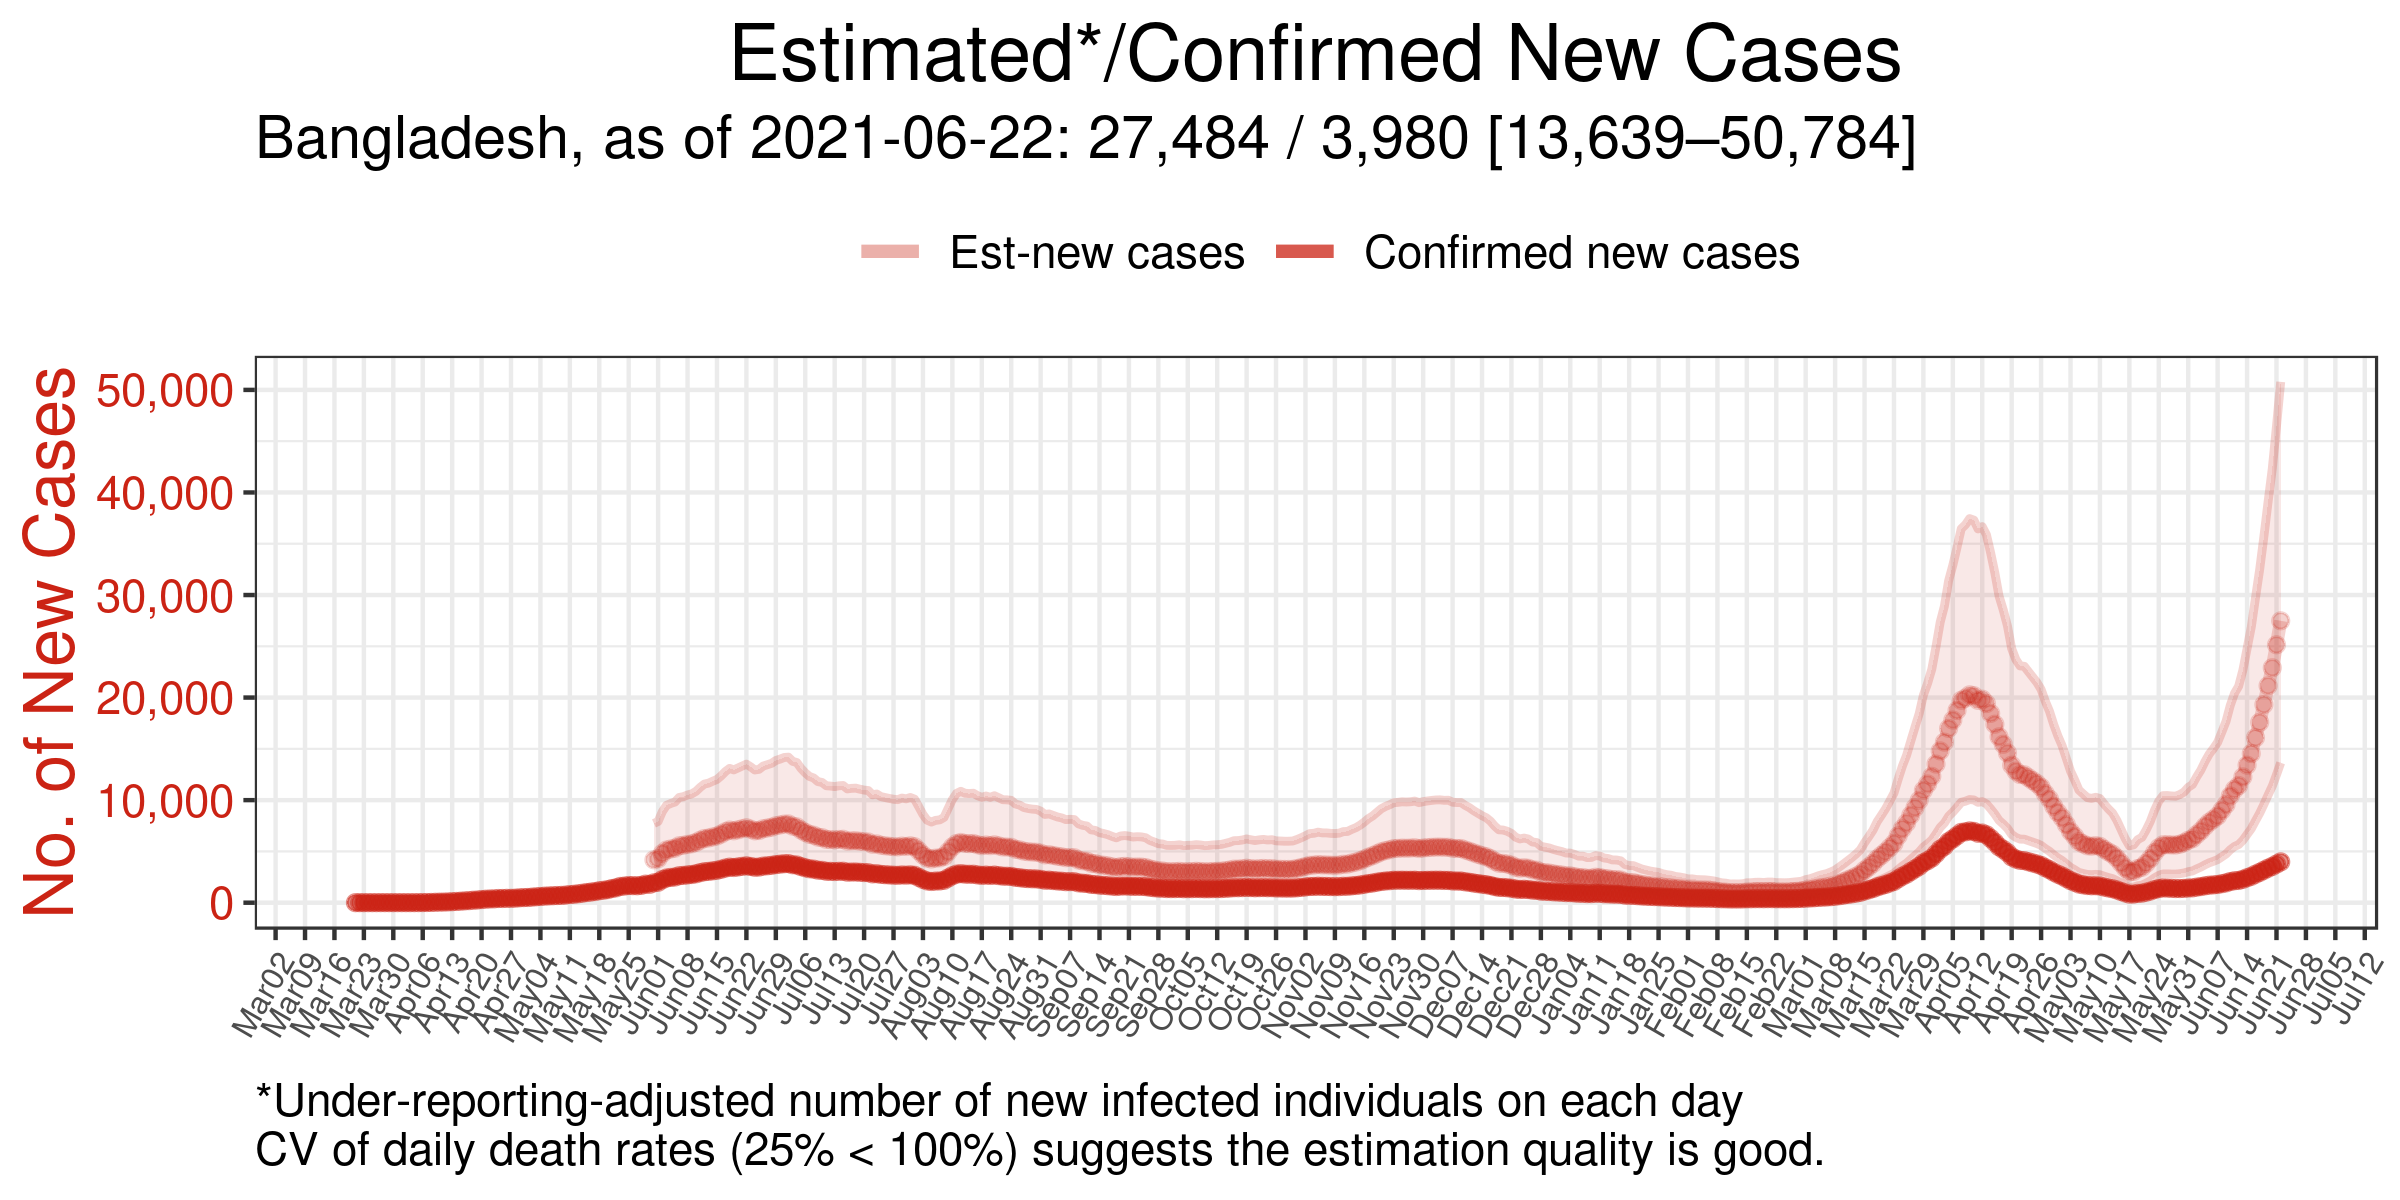 Estimated*/Confirmed New Cases
Bangladesh, as of 2021-06-22: 27,484 / 3,980 [13,639–50,784]
Est-new cases Confirmed new cases
No. of New Cases
50,000
40,000
30,000
20,000
10,000
0
Mar02 Mar09 Mar16 Mar23 Mar30 Apr06 Apr13 Apr20 Apr27 May04 May11 May18 May25 Jun01 Jun08 Jun15 Jun22 Jun29 Jul06 Jul13 Jul20 Jul27 Aug03 Aug10 Aug17 Aug24 Aug31 Sep07 Sep14 Sep21 Sep28 Oct05 Oct12 Oct19 Oct26 Nov02 Nov09 Nov16 Nov23 Nov30 Dec07 Dec14 Dec21 Dec28 Jan04 Jan11 Jan18 Jan25 Feb01 Feb08 Feb15 Feb22 Mar01 Mar08 Mar15 Mar22 Mar29 Apr05 Apr12 Apr19 Apr26 May03 May10 May17 May24 May31 Jun07 Jun14 Jun21 Jun28 Jul05 Jul12
*Under-reporting-adjusted number of new infected individuals on each day
CV of daily death rates (25% < 100%) suggests the estimation quality is good.